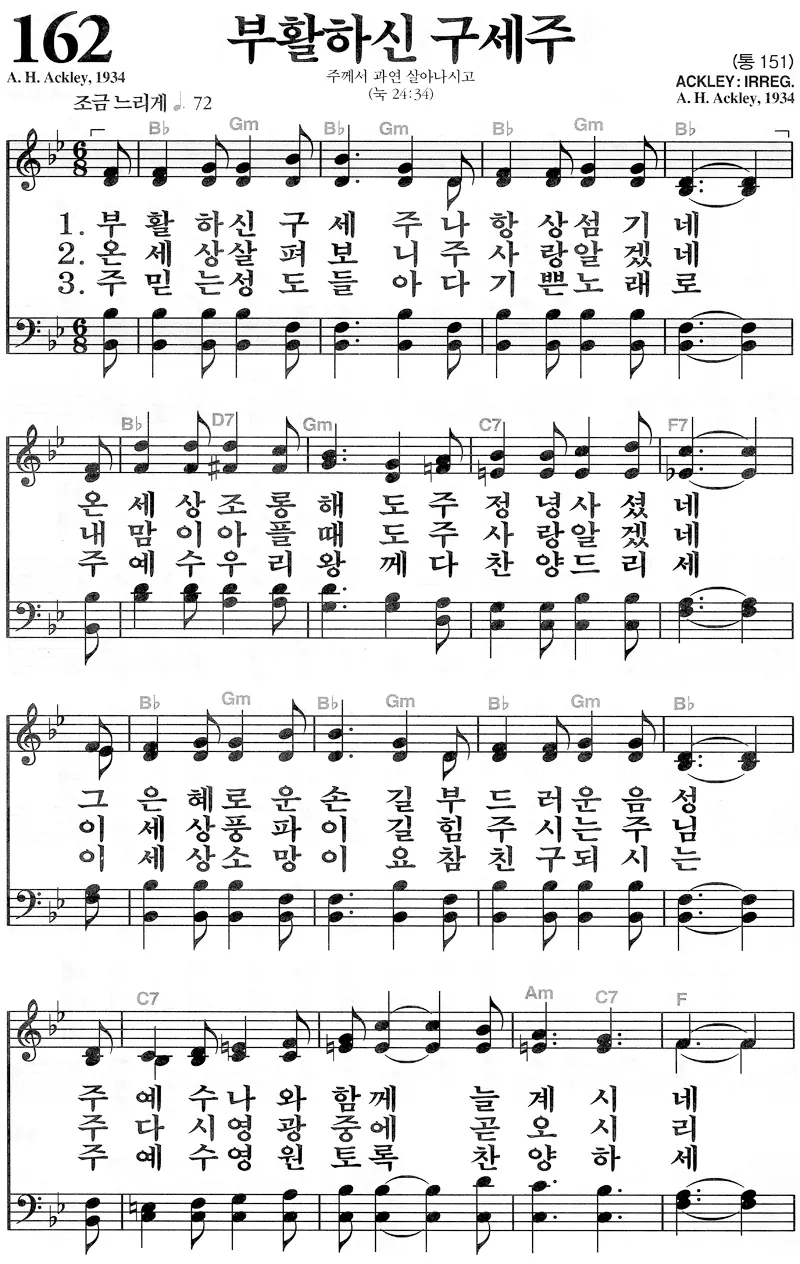 162 부활하신 구세주
(통 151)
A. H. Ackley, 1934 주께서 과연 살아나시고 ACKLEY : IRREG.
(눅 24:34) A. H. Ackley, 1934
조금 느리게 ♩. 72
B♭ Gm B♭ Gm B♭ Gm B♭
1. 부 활 하 신 구 세 주 나 항 상 섬 기 네
2. 온 세 상 살 펴 보 니 주 사 랑 알 겠 네
3. 주 믿 는 성 도 들 아 다 기 쁜 노 래 로
B♭ D7 Gm C7 F7
온 세 상 조 롱 해 도 주 정 녕 사 셨 네
내 맘 이 아 플 때 도 주 사 랑 알 겠 네
주 예 수 우 리 왕 께 다 찬 양 드 리 세
B♭ Gm B♭ Gm B♭ Gm B♭
그 은 혜 로 운 손 길 부 드 러 운 음 성
이 세 상 풍 파 이 길 힘 주 시 는 주 님
이 세 상 소 망 이 요 참 친 구 되 시 는
C7 Am C7 F
주 예 수 나 와 함 께 늘 계 시 네
주 다 시 영 광 중 에 곧 오 시 리
주 예 수 영 원 토 록 찬 양 하 세